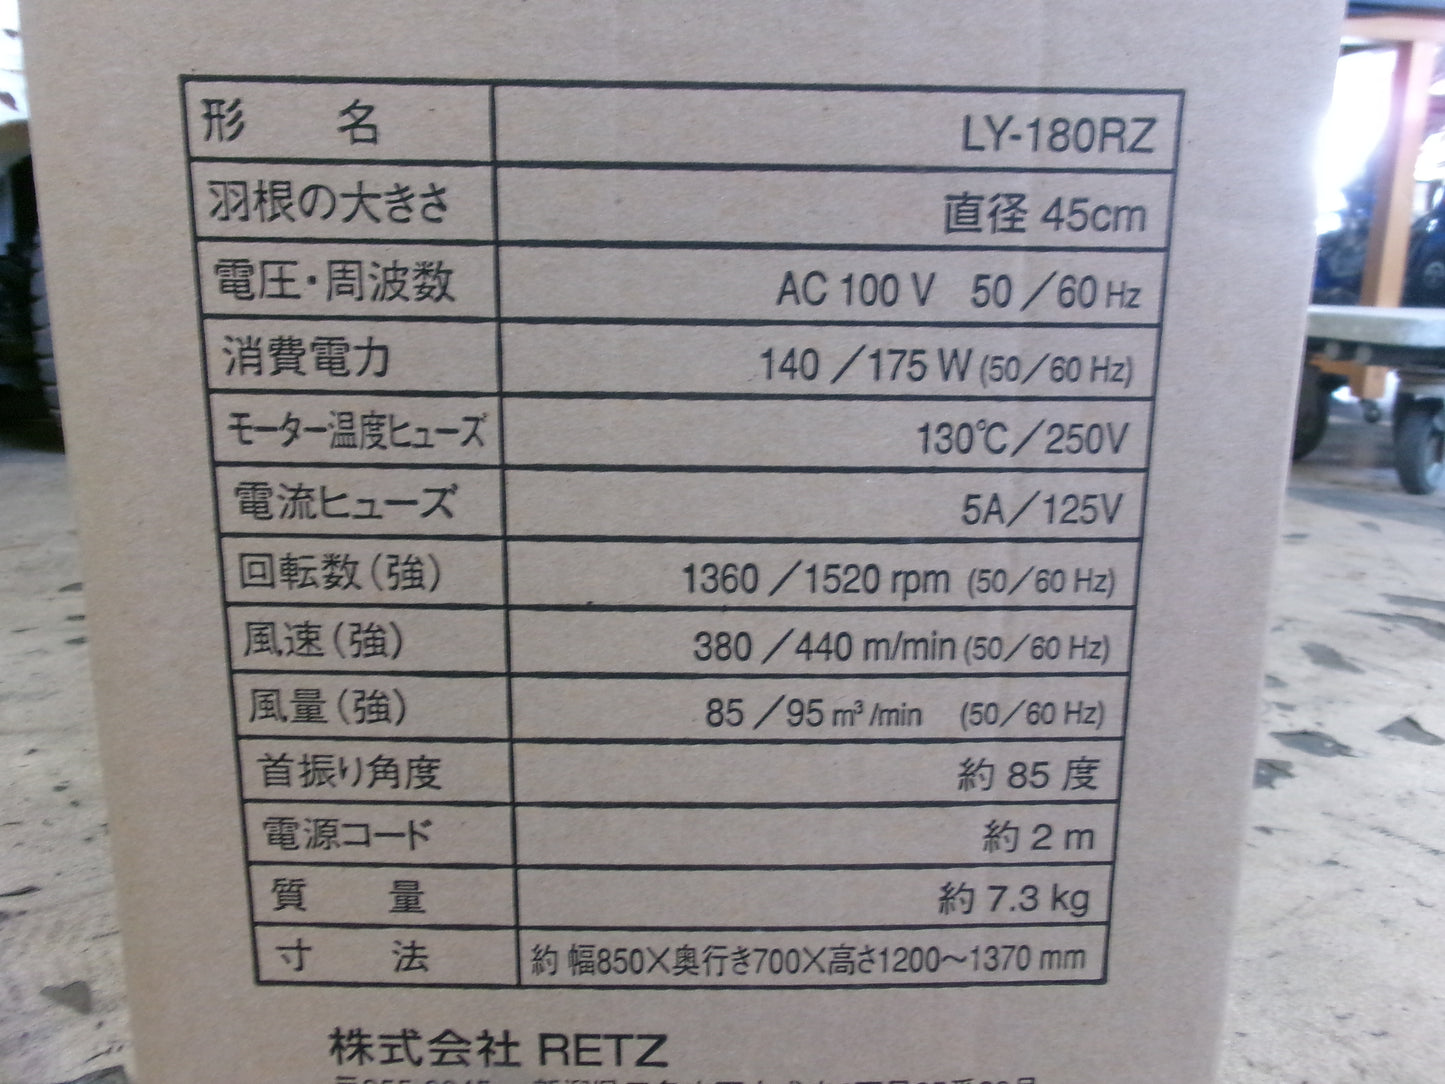 形 名 LY-180RZ
羽根の大きさ 直径 45cm
電圧・周波数 AC 100 V 50／60 Hz
消費電力 140／175 W (50／60 Hz)
モーター温度ヒューズ 130℃／250V
電流ヒューズ 5A／125V
回転数(強) 1360／1520 rpm (50／60 Hz)
風速(強) 380／440 m/min (50／60 Hz)
風量(強) 85／95 m³/min (50／60 Hz)
首振り角度 約 85 度
電源コード 約 2 m
質 量 約 7.3 kg
寸 法 約 幅850×奥行き700×高さ1200〜1370 mm
株式会社 RETZ